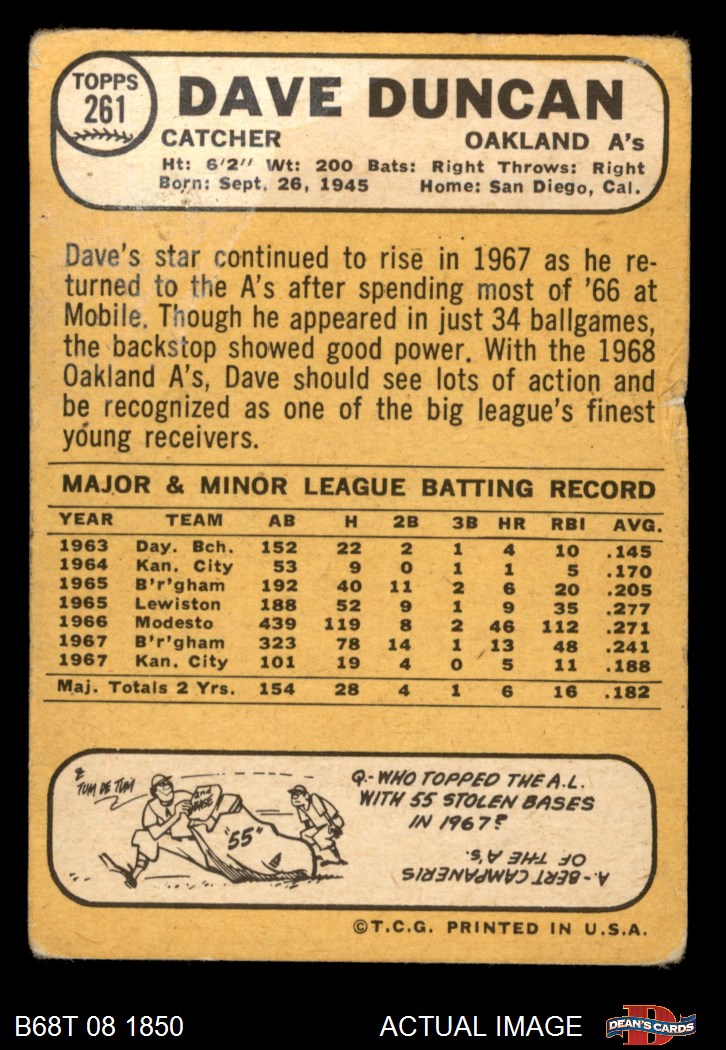 TOPPS
261
DAVE DUNCAN
CATCHER OAKLAND A's
Ht: 6'2" Wt: 200 Bats: Right Throws: Right
Born: Sept. 26, 1945 Home: San Diego, Cal.
Dave's star continued to rise in 1967 as he re-
turned to the A's after spending most of '66 at
Mobile. Though he appeared in just 34 ballgames,
the backstop showed good power. With the 1968
Oakland A's, Dave should see lots of action and
be recognized as one of the big league's finest
young receivers.
MAJOR & MINOR LEAGUE BATTING RECORD
YEAR TEAM AB H 2B 3B HR RBI AVG.
1963 Day. Bch. 152 22 2 1 4 10 .145
1964 Kan. City 53 9 0 1 1 5 .170
1965 B'r'gham 192 40 11 2 6 20 .205
1965 Lewiston 188 52 9 1 9 35 .277
1966 Modesto 439 119 8 2 46 112 .271
1967 B'r'gham 323 78 14 1 13 48 .241
1967 Kan. City 101 19 4 0 5 11 .188
Maj. Totals 2 Yrs. 154 28 4 1 6 16 .182
TUM DE TUM
2ND
BASE
"55"
Q.-WHO TOPPED THE A.L.
WITH 55 STOLEN BASES
IN 1967?
A.-BERT CAMPANERIS
OF THE A's.
©T.C.G. PRINTED IN U.S.A.
B68T 08 1850 ACTUAL IMAGE
D
DEAN'S CARDS